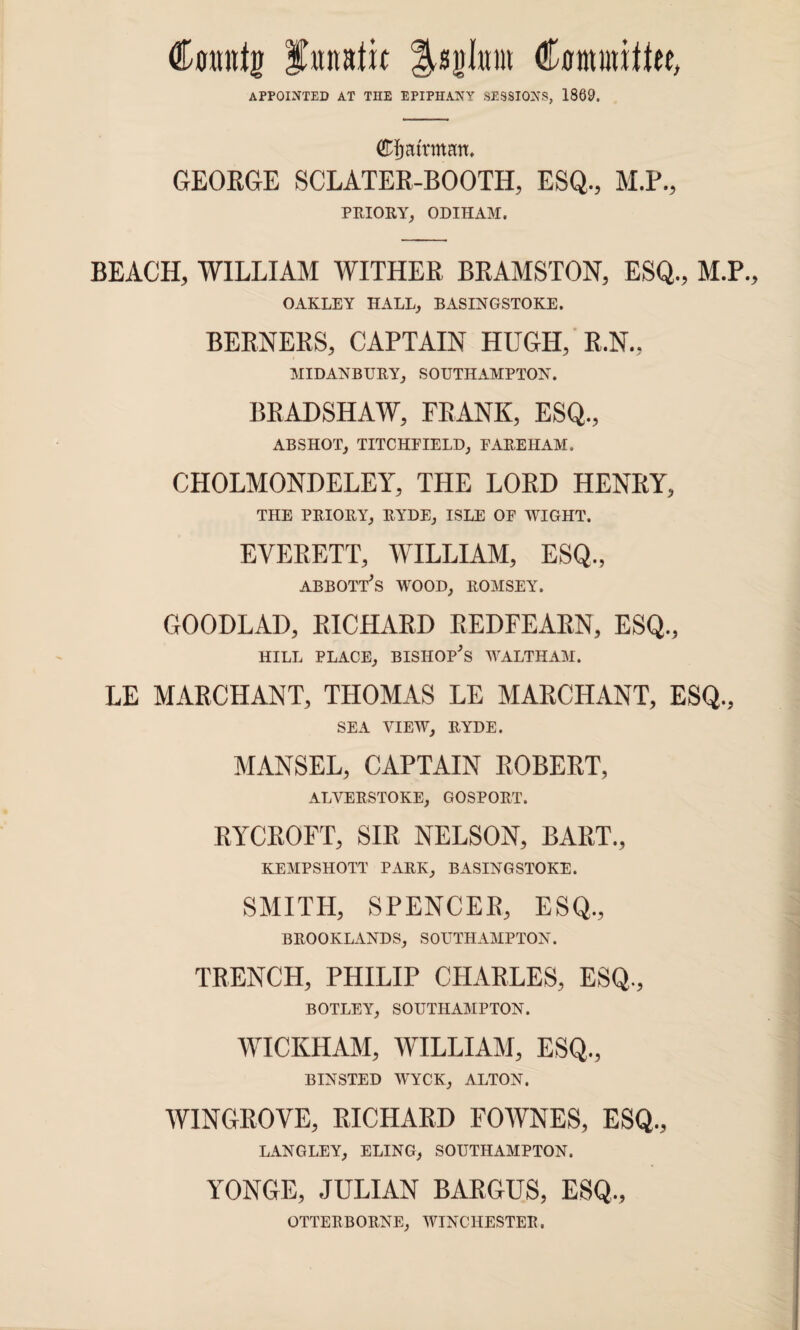 County Lunatic Asylum Committee,
APPOINTED AT THE EPIPHANY SESSIONS, 1869.
Chairman.
GEORGE SCLATER-BOOTH, ESQ., M.P.,
PRIORY, ODIHAM.
BEACH, WILLIAM WITHER BRAMSTON, ESQ., M.P.,
OAKLEY HALL, BASINGSTOKE.
BERNERS, CAPTAIN HUGH, R.N.,
MIDANBURY, SOUTHAMPTON.
BRADSHAW, FRANK, ESQ.,
ABSHOT, TITCHFIELD, FAREHAM.
CHOLMONDELEY, THE LORD HENRY,
THE PRIORY, RYDE, ISLE OF WIGHT.
EVERETT, WILLIAM, ESQ.,
ABBOTT'S WOOD, ROMSEY.
GOODLAD, RICHARD REDFEARN, ESQ.,
HILL PLACE, BISHOP'S WALTHAM.
LE MARCHANT, THOMAS LE MARCHANT, ESQ.,
SEA VIEW, RYDE.
MANSEL, CAPTAIN ROBERT,
ALVERSTOKE, GOSPORT.
RYCROFT, SIR NELSON, BART.,
KEMPSHOTT PARK, BASINGSTOKE.
SMITH, SPENCER, ESQ.,
BROOKLANDS, SOUTHAMPTON.
TRENCH, PHILIP CHARLES, ESQ.,
BOTLEY, SOUTHAMPTON.
WICKHAM, WILLIAM, ESQ.,
BINSTED WYCK, ALTON.
WINGROVE, RICHARD FOWNES, ESQ.,
LANGLEY, ELING, SOUTHAMPTON.
YONGE, JULIAN BARGUS, ESQ.,
OTTERBORNE, WINCHESTER.